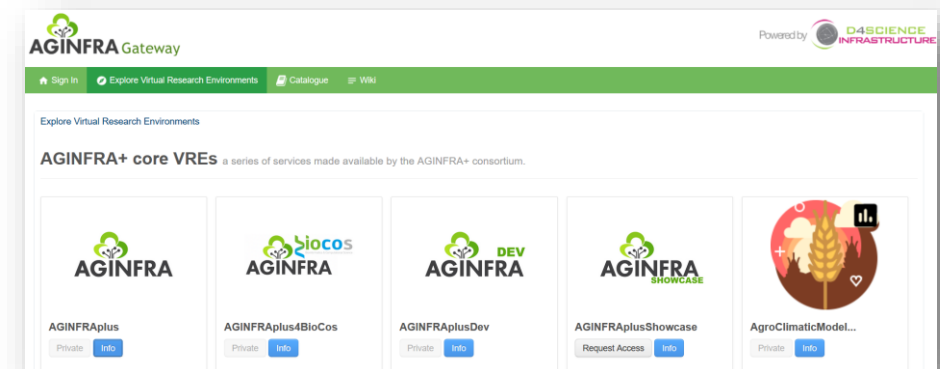 AGINFRA Gateway
Powered by D4SCIENCE INFRASTRUCTURE
Sign In Explore Virtual Research Environments Catalogue Wiki
Explore Virtual Research Environments
AGINFRA+ core VREs a series of services made available by the AGINFRA+ consortium.
AGINFRA
biocos AGINFRA
DEV AGINFRA
AGINFRA SHOWCASE
AGINFRAplus AGINFRAplus4BioCos AGINFRAplusDev AGINFRAplusShowcase AgroClimaticModel...
Private Info Private Info Private Info Request Access Info Private Info